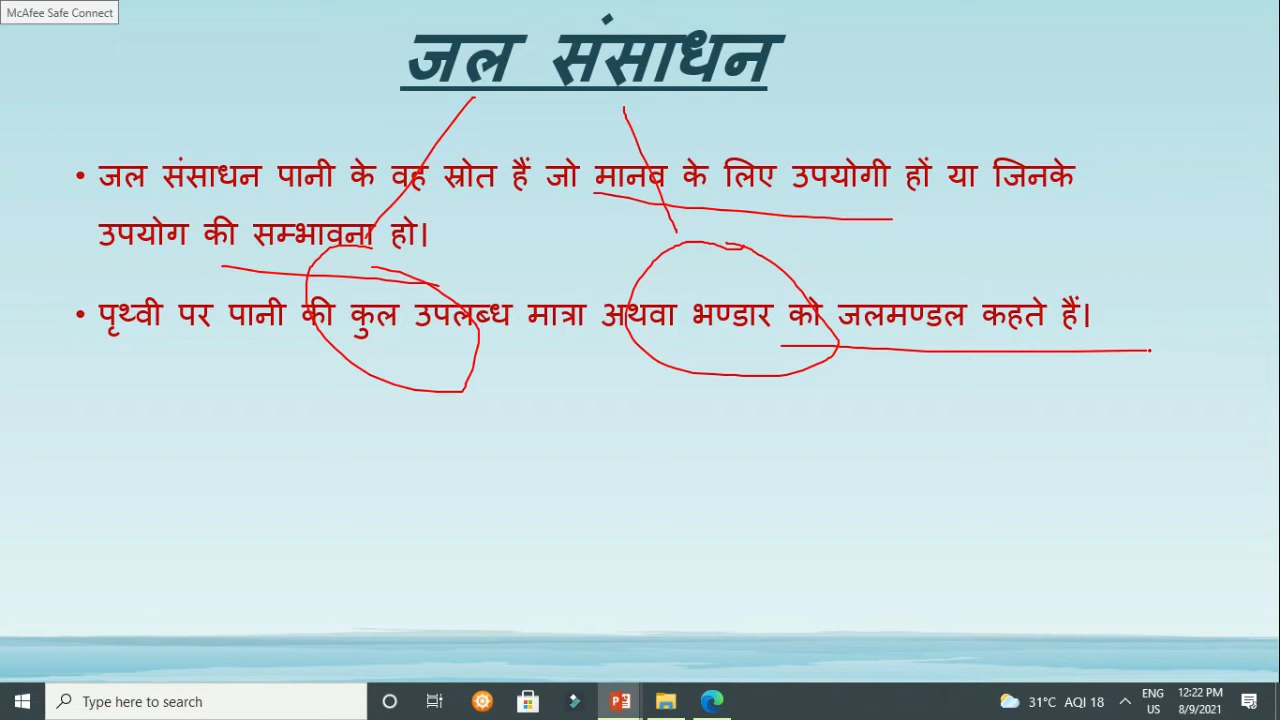 McAfee Safe Connect
जल संसाधन
• जल संसाधन पानी के वह स्रोत हैं जो मानव के लिए उपयोगी हों या जिनके
उपयोग की सम्भावना हो।
• पृथ्वी पर पानी की कुल उपलब्ध मात्रा अथवा भण्डार को जलमण्डल कहते हैं।
Type here to search
31°C AQI 18
ENG
US
12:22 PM
8/9/2021